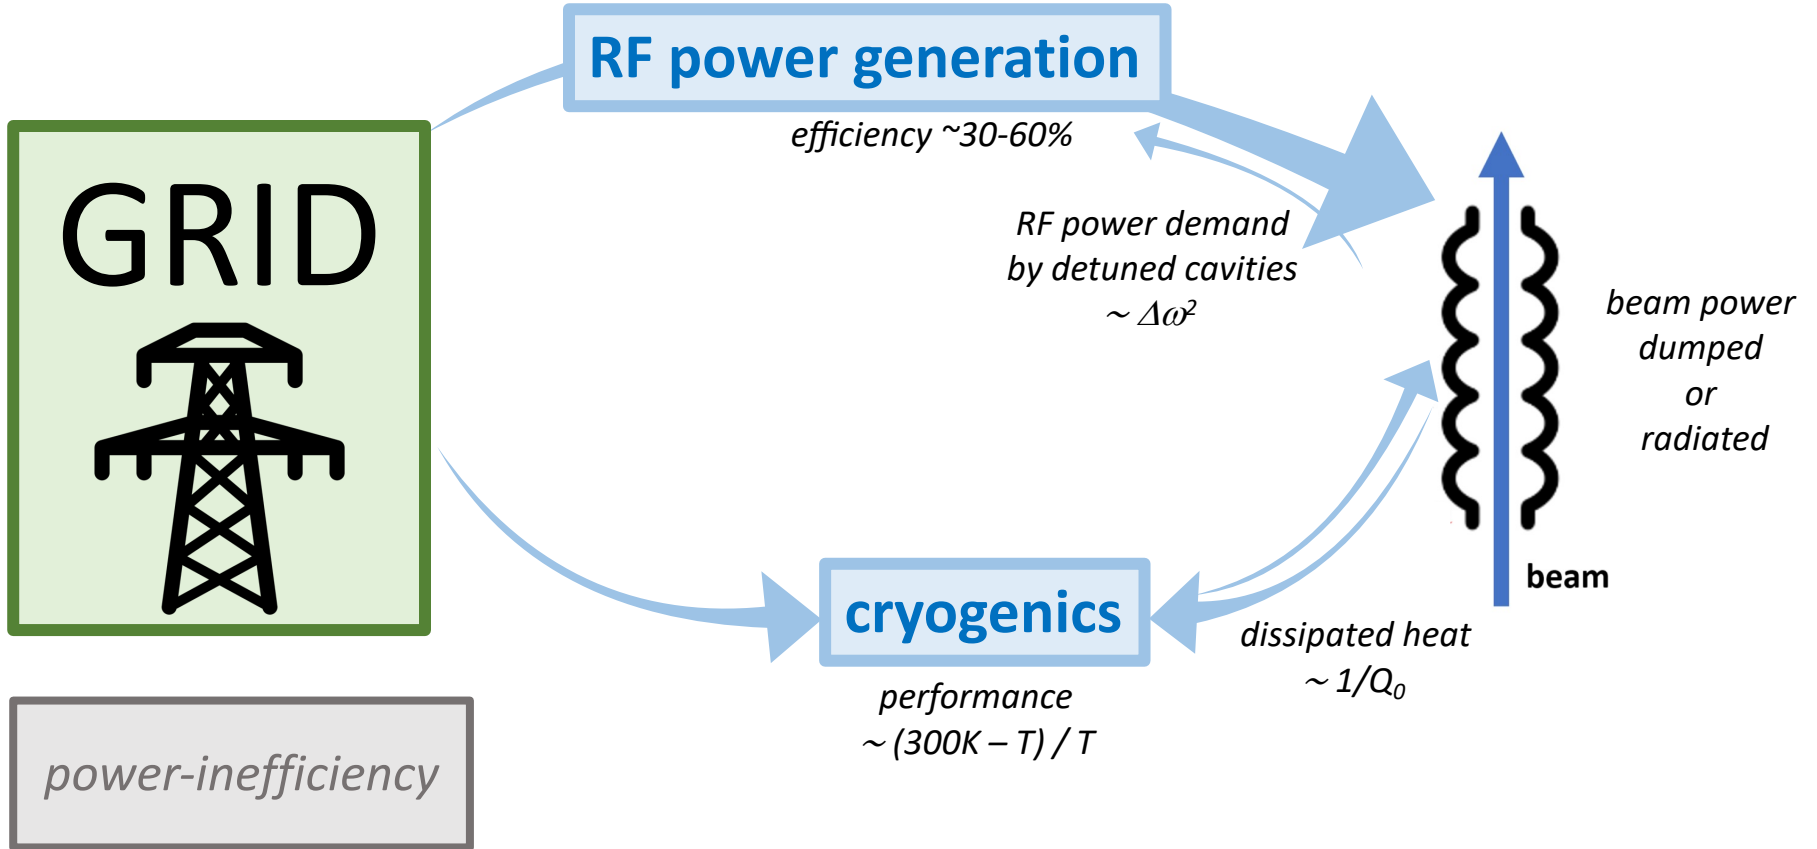 RF power generation
efficiency ~30-60%
GRID
RF power demand
by detuned cavities
~ Δω²
beam power
dumped
or
radiated
beam
cryogenics
dissipated heat
~ 1/Q₀
performance
~ (300K – T) / T
power-inefficiency